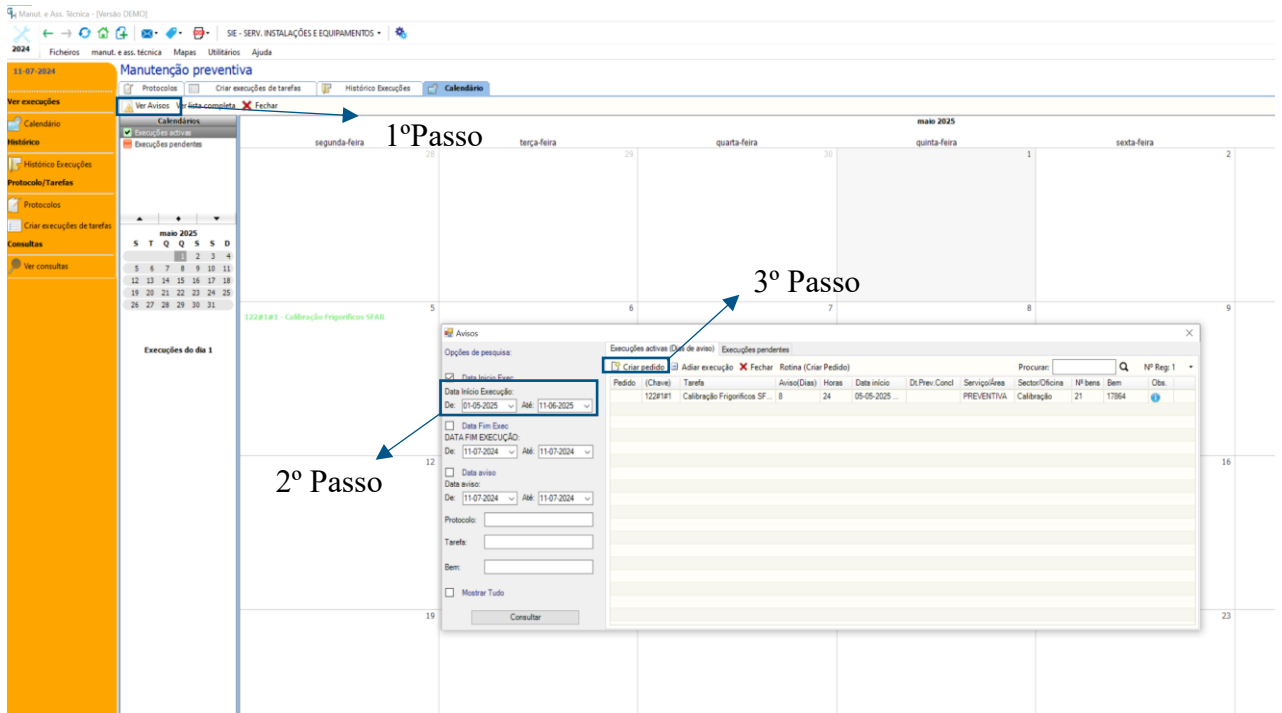 Manut. e Ass. Técnica - [Versão DEMO]
SIE - SERV. INSTALAÇÕES E EQUIPAMENTOS
2024 Ficheiros manut. e ass. técnica Mapas Utilitários Ajuda
11-07-2024
Ver execuções
Calendário
Histórico
Histórico Execuções
Protocolo/Tarefas
Protocolos
Criar execuções de tarefas
Consultas
Ver consultas
Manutenção preventiva
Protocolos Criar execuções de tarefas Histórico Execuções Calendário
Ver Avisos Ver lista completa Fechar
Calendários
Execuções activas
Execuções pendentes
maio 2025
S T Q Q S S D
1 2 3 4
5 6 7 8 9 10 11
12 13 14 15 16 17 18
19 20 21 22 23 24 25
26 27 28 29 30 31
Execuções do dia 1
maio 2025
segunda-feira terça-feira quarta-feira quinta-feira sexta-feira
28 29 30 1 2
1ºPasso
3º Passo
5 6 7 8 9
122#1#1 - Calibração Frigoríficos SFAR
12 16
2º Passo
19 23
Avisos
Opções de pesquisa:
Data Inicio Exec
Data Início Execução:
De: 01-05-2025 Até: 11-06-2025
Data Fim Exec
DATA FIM EXECUÇÃO:
De: 11-07-2024 Até: 11-07-2024
Data aviso
Data aviso:
De: 11-07-2024 Até: 11-07-2024
Protocolo:
Tarefa:
Bem:
Mostrar Tudo
Consultar
Execuções activas (Dias de aviso) Execuções pendentes
Criar pedido Adiar execução Fechar Rotina (Criar Pedido) Procurar: Nº Reg: 1
Pedido (Chave) Tarefa Aviso(Dias) Horas Data início Dt.Prev.Concl Serviço/Área Sector/Oficina Nº bens Bem Obs.
122#1#1 Calibração Frigoríficos SF... 8 24 05-05-2025 ... PREVENTIVA Calibração 21 17864